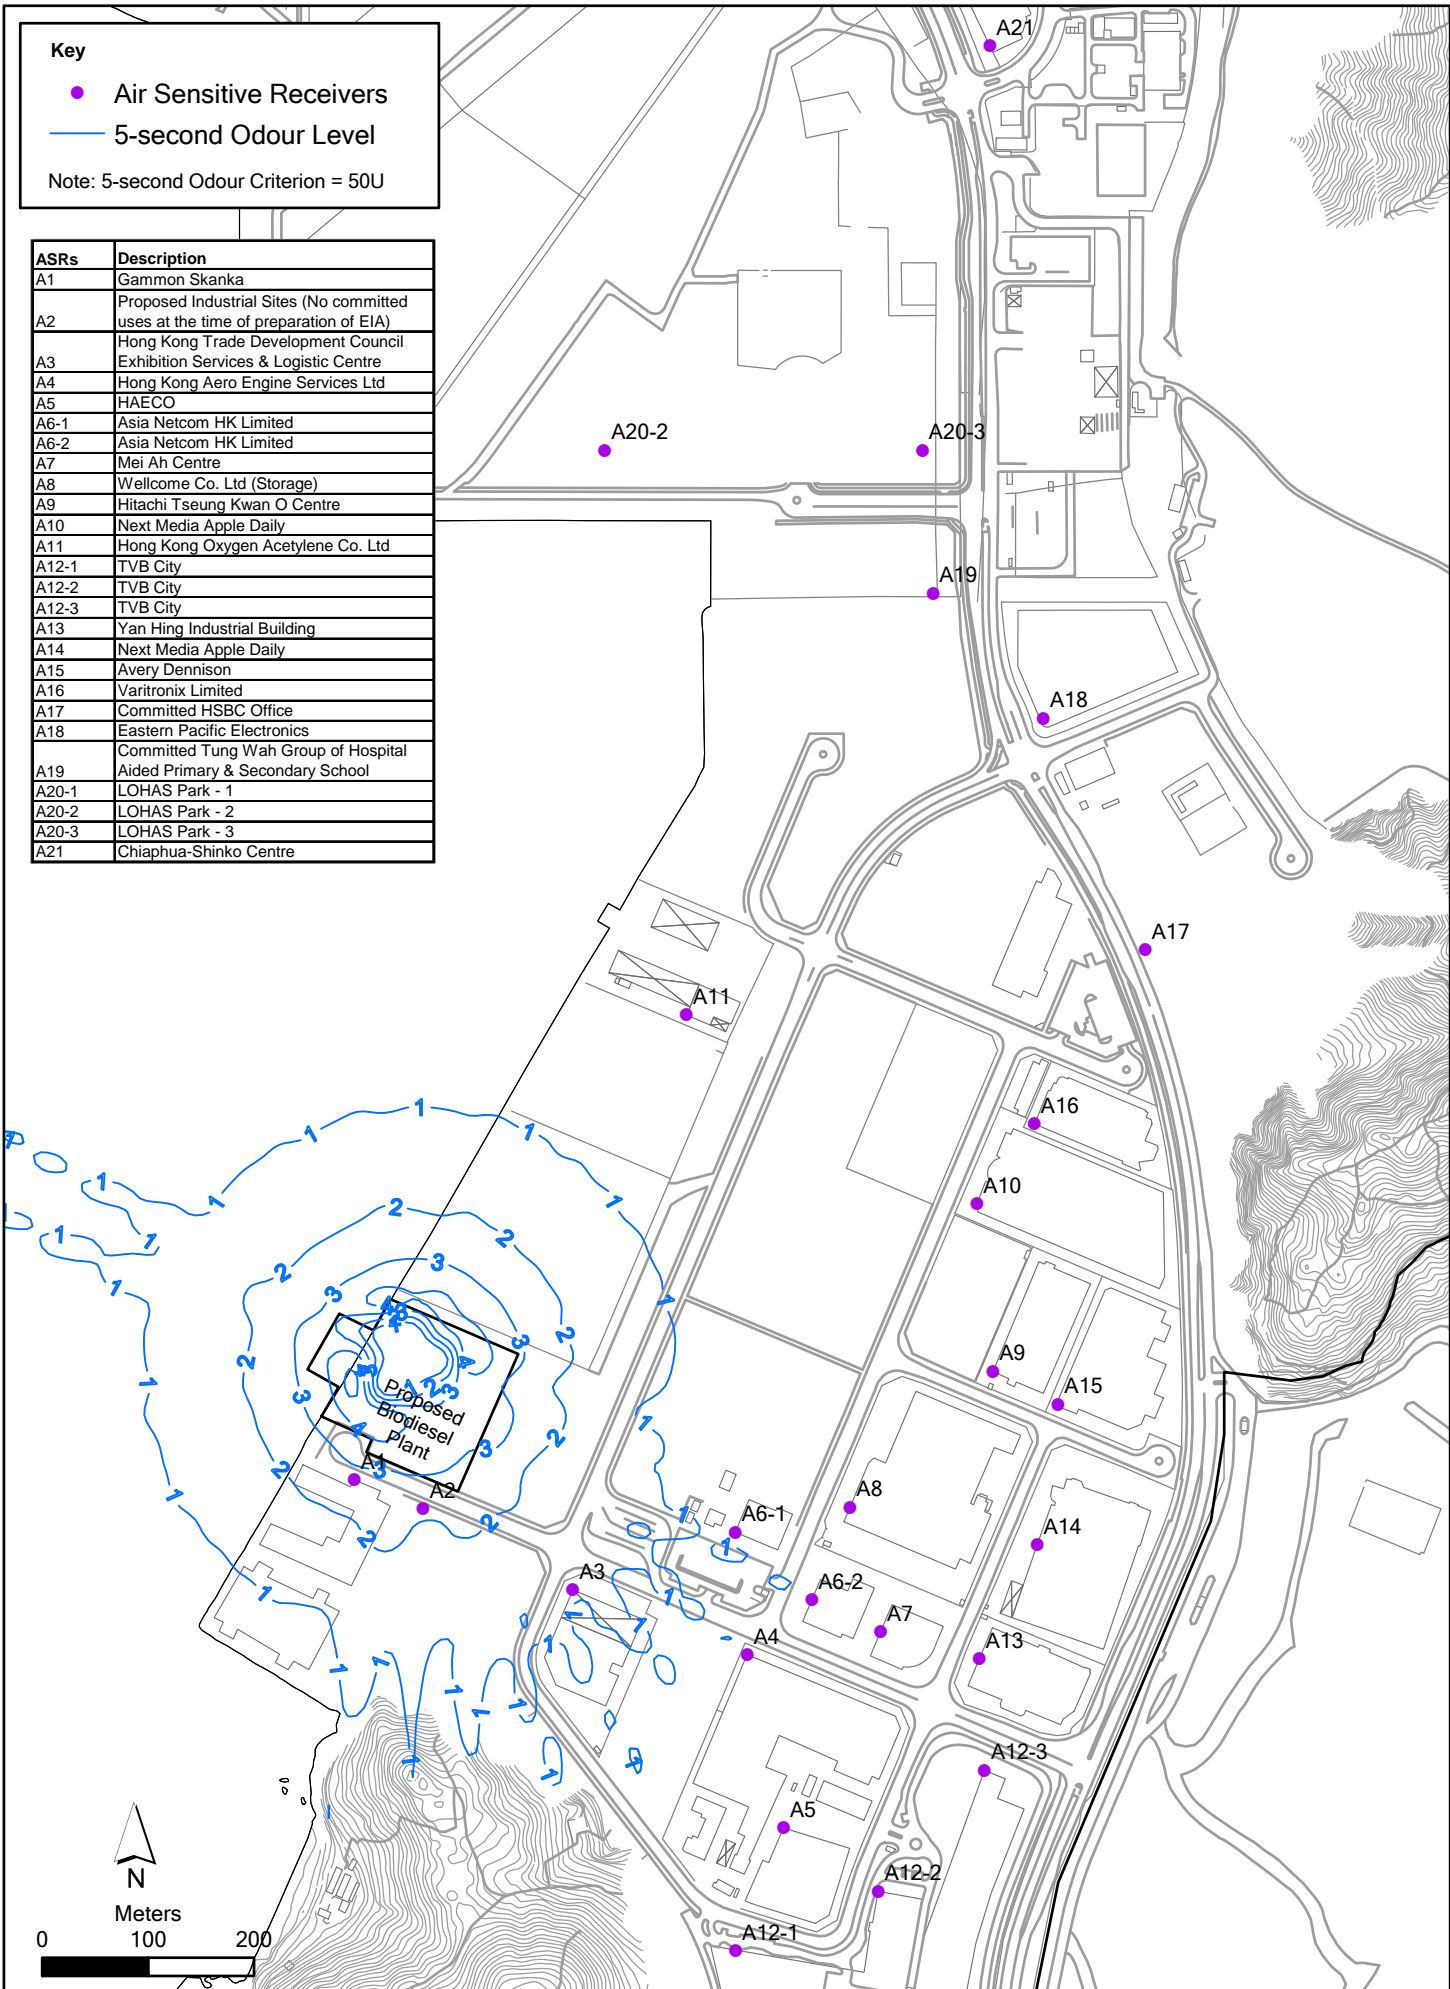 Key
Air Sensitive Receivers
5-second Odour Level
Note: 5-second Odour Criterion = 50U
ASRs Description
A1 Gammon Skanka
A2 Proposed Industrial Sites (No committed
uses at the time of preparation of EIA)
A3 Hong Kong Trade Development Council
Exhibition Services & Logistic Centre
A4 Hong Kong Aero Engine Services Ltd
A5 HAECO
A6-1 Asia Netcom HK Limited
A6-2 Asia Netcom HK Limited
A7 Mei Ah Centre
A8 Wellcome Co. Ltd (Storage)
A9 Hitachi Tseung Kwan O Centre
A10 Next Media Apple Daily
A11 Hong Kong Oxygen Acetylene Co. Ltd
A12-1 TVB City
A12-2 TVB City
A12-3 TVB City
A13 Yan Hing Industrial Building
A14 Next Media Apple Daily
A15 Avery Dennison
A16 Varitronix Limited
A17 Committed HSBC Office
A18 Eastern Pacific Electronics
A19 Committed Tung Wah Group of Hospital
Aided Primary & Secondary School
A20-1 LOHAS Park - 1
A20-2 LOHAS Park - 2
A20-3 LOHAS Park - 3
A21 Chiaphua-Shinko Centre
A21
A20-2
A20-3
A19
A18
A17
A11
A16
A10
A9
A15
Proposed
Biodiesel
Plant
A1
A2
A6-1
A8
A14
A3
A6-2
A7
A4
A13
A12-3
A5
A12-2
A12-1
N
Meters
0 100 200